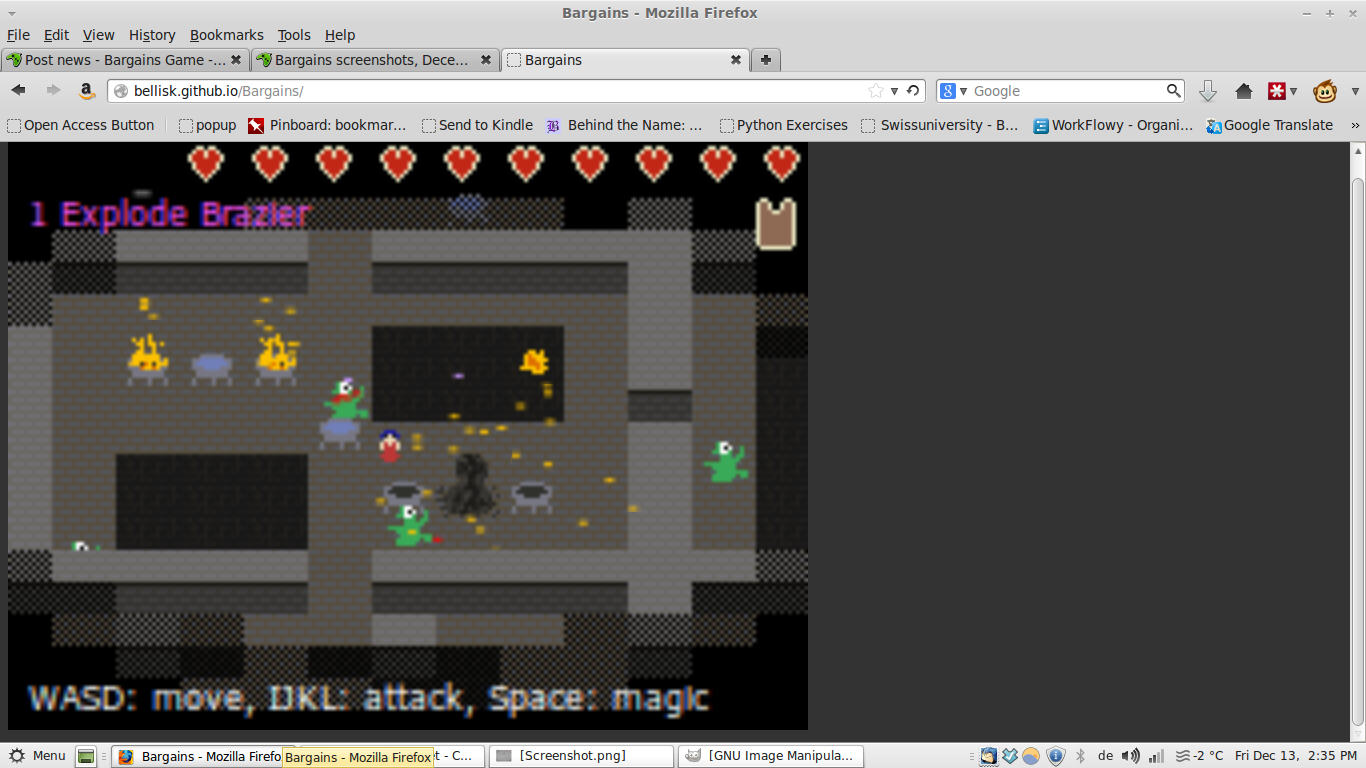 Bargains - Mozilla Firefox
File Edit View History Bookmarks Tools Help
Post news - Bargains Game -... Bargains screenshots, Dece... Bargains
bellisk.github.io/Bargains/ Google
Open Access Button popup Pinboard: bookmar... Send to Kindle Behind the Name: ... Python Exercises Swissuniversity - B... WorkFlowy - Organi... Google Translate »
1 Explode Brazier
WASD: move, IJKL: attack, Space: magic
Menu Bargains - Mozilla Firefo Bargains - Mozilla Firefox t - C... [Screenshot.png] [GNU Image Manipula... de -2 °C Fri Dec 13, 2:35 PM